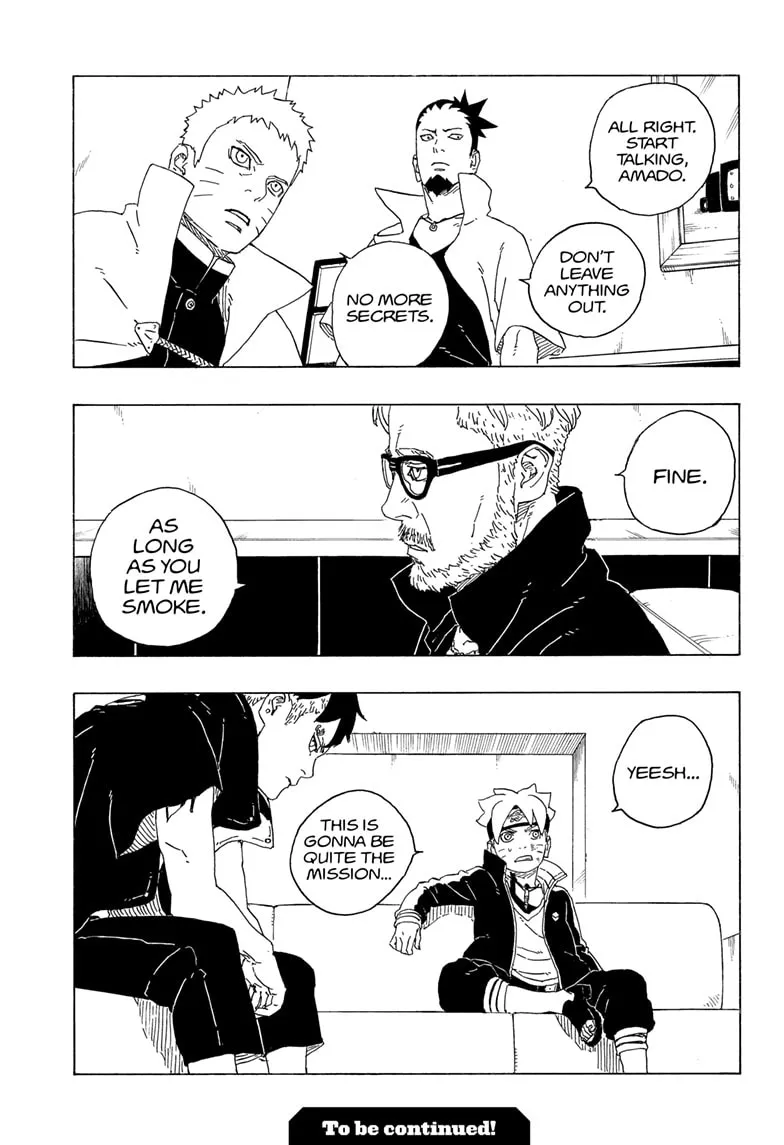 ALL RIGHT.
START
TALKING,
AMADO.
DON'T
LEAVE
ANYTHING
OUT.
NO MORE
SECRETS.
FINE.
AS
LONG
AS YOU
LET ME
SMOKE.
YEESH...
THIS IS
GONNA BE
QUITE THE
MISSION...
To be continued!